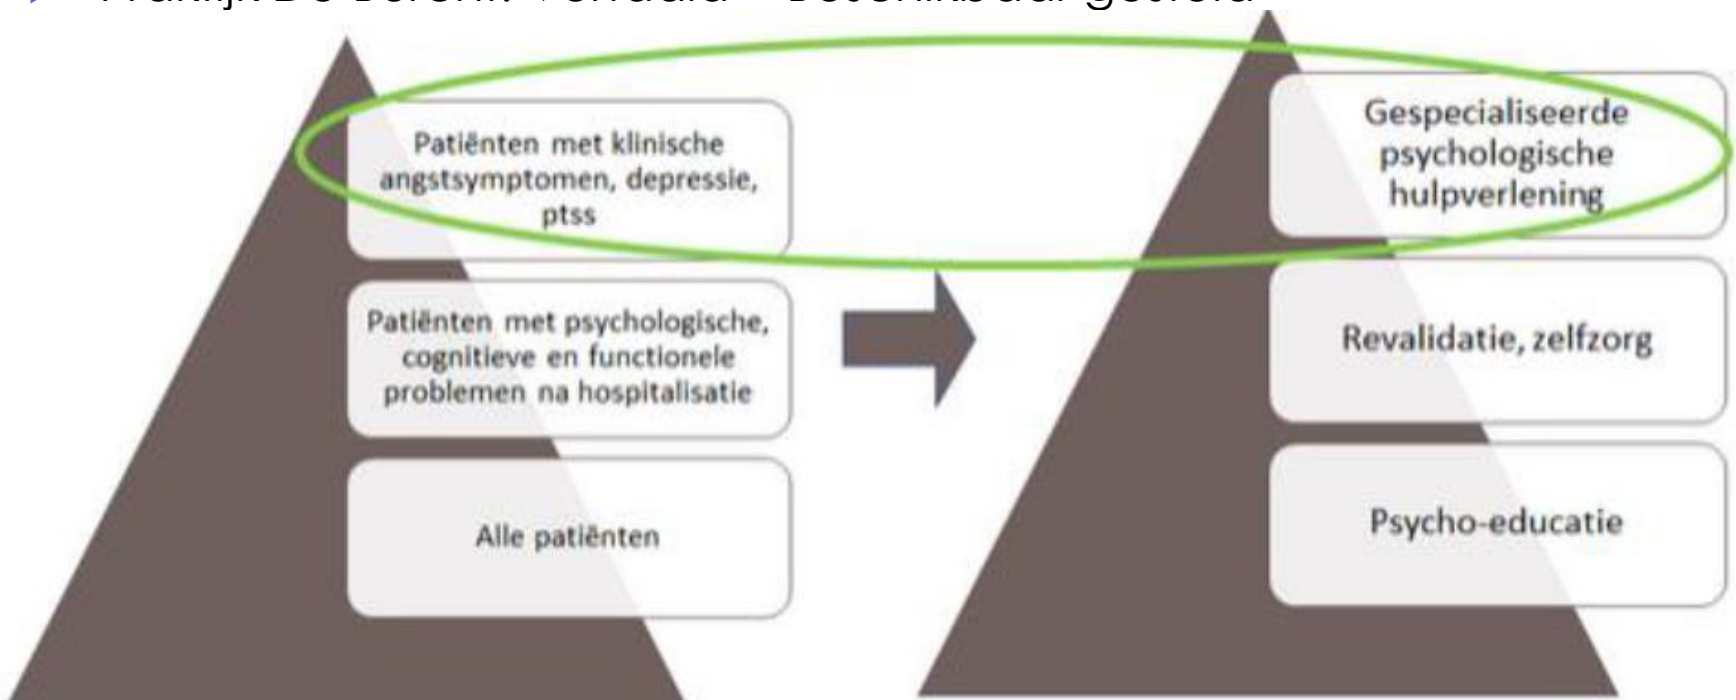 Patiënten met klinische
angstsymptomen, depressie,
ptss
Patiënten met psychologische,
cognitieve en functionele
problemen na hospitalisatie
Alle patiënten
Gespecialiseerde
psychologische
hulpverlening
Revalidatie, zelfzorg
Psycho-educatie